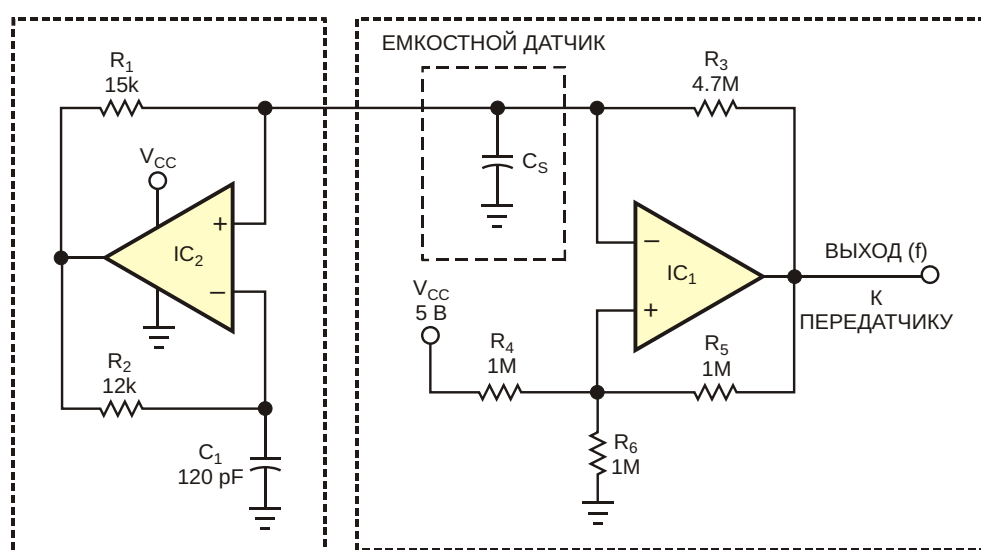 ЕМКОСТНОЙ ДАТЧИК
R1
15k
R3
4.7M
VCC
CS
+
IC2
–
–
IC1
+
ВЫХОД (f)
К
ПЕРЕДАТЧИКУ
VCC
5 В
R4
1M
R5
1M
R2
12k
C1
120 pF
R6
1M